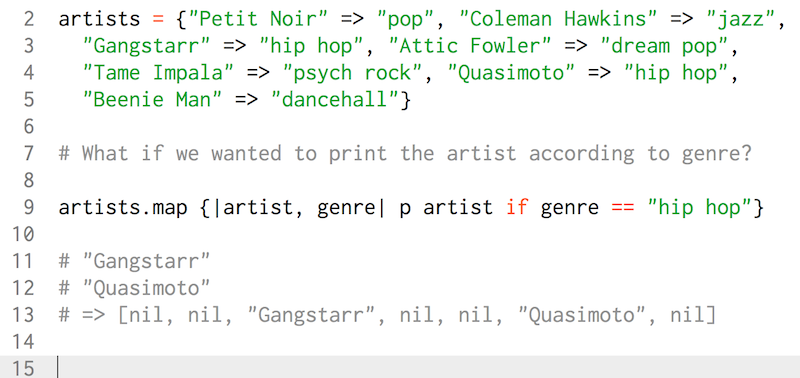 2 artists = {"Petit Noir" => "pop", "Coleman Hawkins" => "jazz",
3 "Gangstarr" => "hip hop", "Attic Fowler" => "dream pop",
4 "Tame Impala" => "psych rock", "Quasimoto" => "hip hop",
5 "Beenie Man" => "dancehall"}
6
7 # What if we wanted to print the artist according to genre?
8
9 artists.map {|artist, genre| p artist if genre == "hip hop"}
10
11 # "Gangstarr"
12 # "Quasimoto"
13 # => [nil, nil, "Gangstarr", nil, nil, "Quasimoto", nil]
14
15